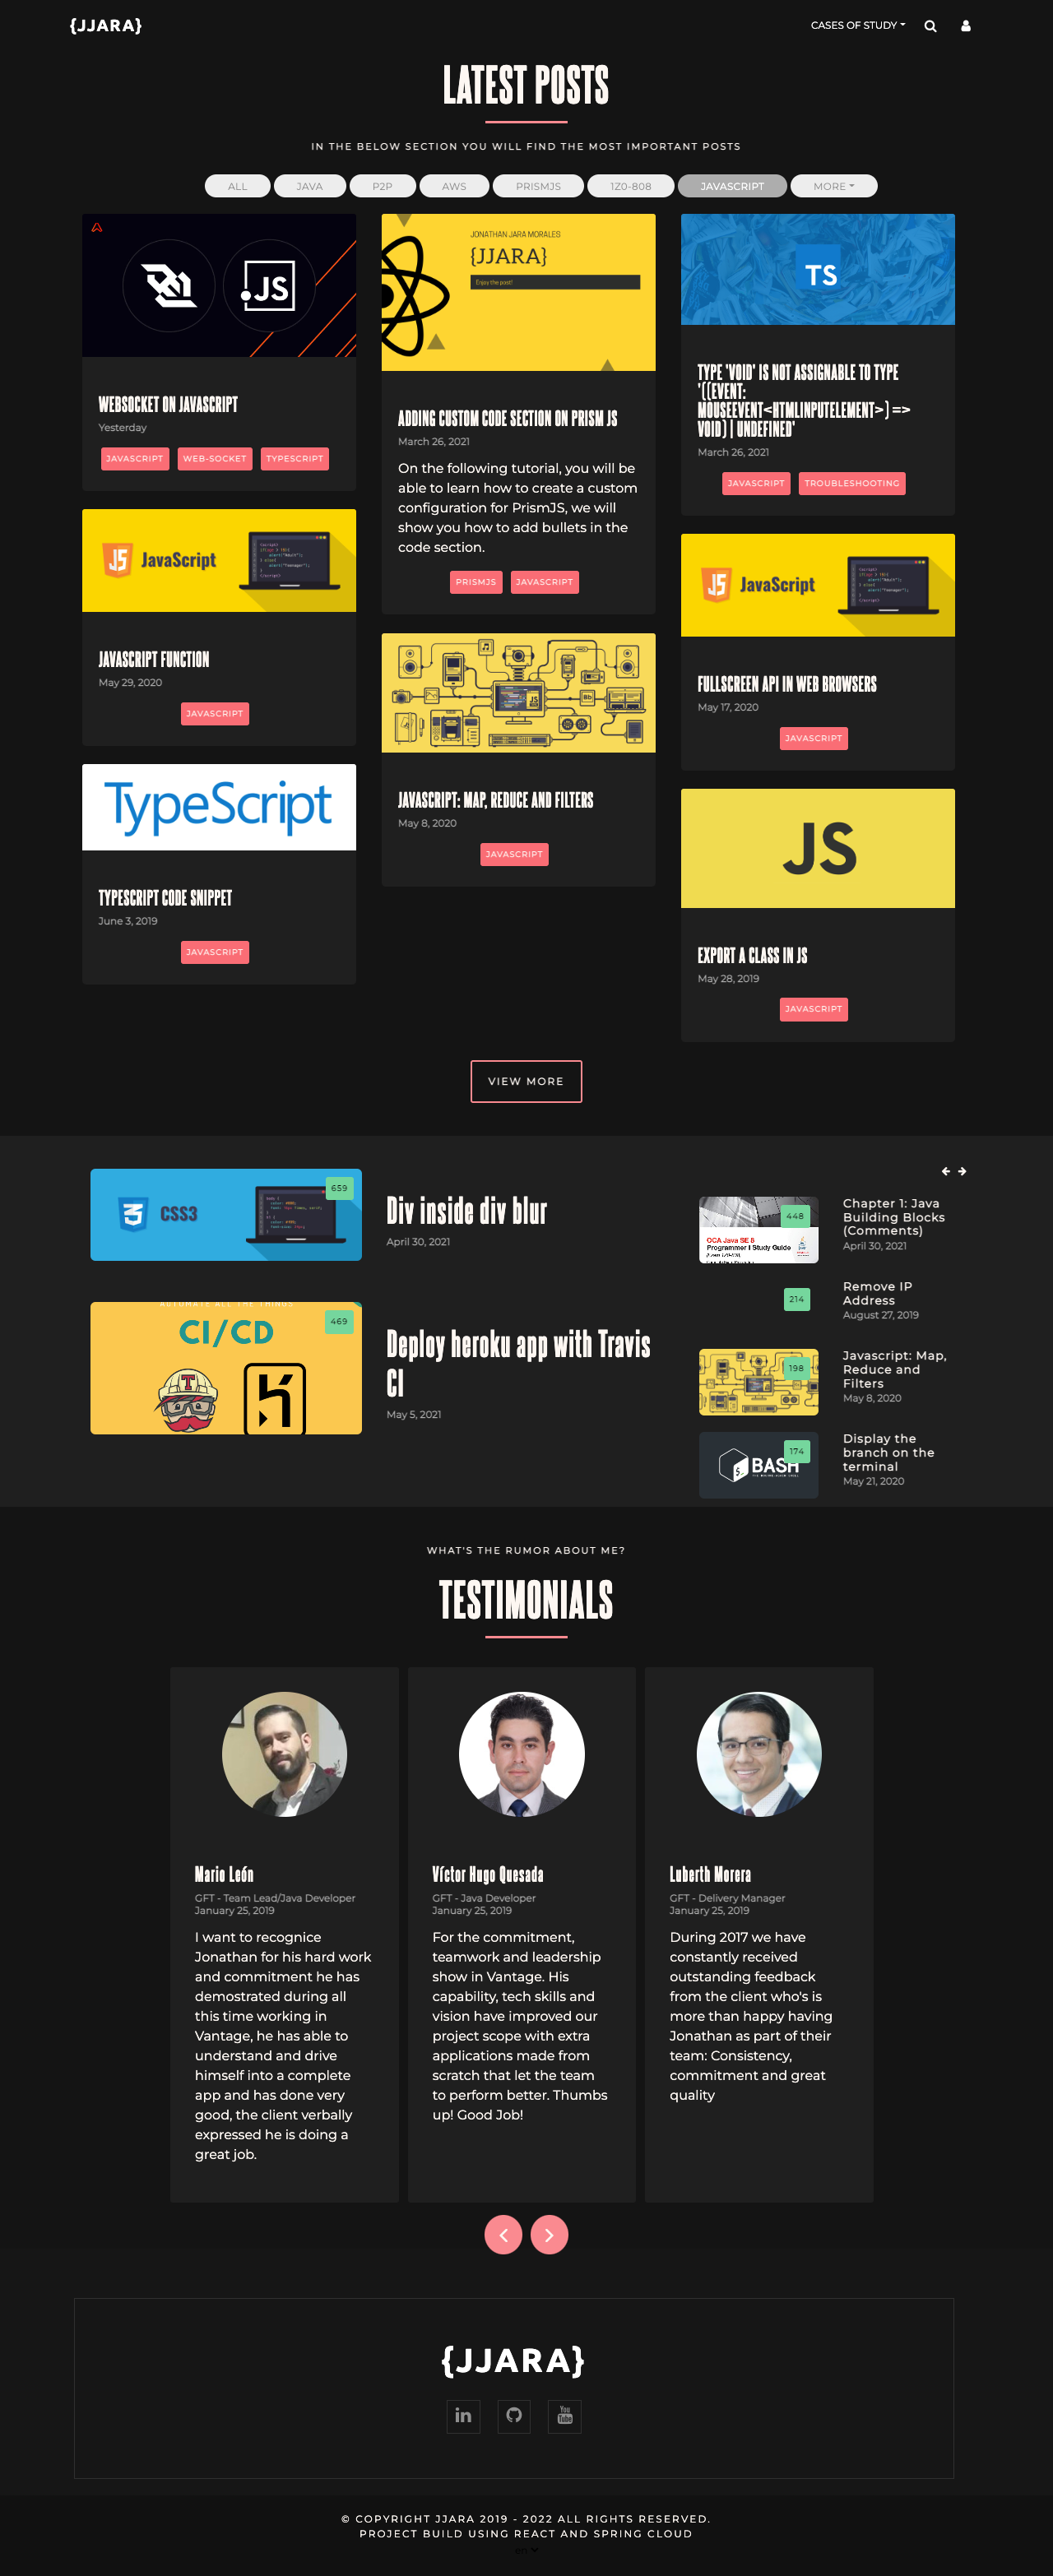 {JJARA}
CASES OF STUDY
LATEST POSTS
IN THE BELOW SECTION YOU WILL FIND THE MOST IMPORTANT POSTS
ALL
JAVA
P2P
AWS
PRISMJS
1Z0-808
JAVASCRIPT
MORE
.JS
WEBSOCKET ON JAVASCRIPT
Yesterday
JAVASCRIPT
WEB-SOCKET
TYPESCRIPT
JONATHAN JARA MORALES
{JJARA}
Enjoy the post!
ADDING CUSTOM CODE SECTION ON PRISM JS
March 26, 2021
On the following tutorial, you will be
able to learn how to create a custom
configuration for PrismJS, we will
show you how to add bullets in the
code section.
PRISMJS
JAVASCRIPT
TS
TYPE 'VOID' IS NOT ASSIGNABLE TO TYPE
'((EVENT:
MOUSEEVENT<HTMLINPUTELEMENT>) =>
VOID) | UNDEFINED'
March 26, 2021
JAVASCRIPT
TROUBLESHOOTING
JS
JavaScript
JAVASCRIPT FUNCTION
May 29, 2020
JAVASCRIPT
JS
JAVASCRIPT: MAP, REDUCE AND FILTERS
May 8, 2020
JAVASCRIPT
JS
JavaScript
FULLSCREEN API IN WEB BROWSERS
May 17, 2020
JAVASCRIPT
TypeScript
TYPESCRIPT CODE SNIPPET
June 3, 2019
JAVASCRIPT
JS
EXPORT A CLASS IN JS
May 28, 2019
JAVASCRIPT
VIEW MORE
CSS3
659
Div inside div blur
April 30, 2021
AUTOMATE ALL THE THINGS
CI/CD
469
T
Deploy heroku app with Travis
CI
May 5, 2021
448
OCA Java SE 8
Programmer I Study Guide
Chapter 1: Java
Building Blocks
(Comments)
April 30, 2021
214
Remove IP
Address
August 27, 2019
198
Javascript: Map,
Reduce and
Filters
May 8, 2020
174
BASH
Display the
branch on the
terminal
May 21, 2020
WHAT'S THE RUMOR ABOUT ME?
TESTIMONIALS
Mario León
GFT - Team Lead/Java Developer
January 25, 2019
I want to recognice
Jonathan for his hard work
and commitment he has
demostrated during all
this time working in
Vantage, he has able to
understand and drive
himself into a complete
app and has done very
good, the client verbally
expressed he is doing a
great job.
Víctor Hugo Quesada
GFT - Java Developer
January 25, 2019
For the commitment,
teamwork and leadership
show in Vantage. His
capability, tech skills and
vision have improved our
project scope with extra
applications made from
scratch that let the team
to perform better. Thumbs
up! Good Job!
Luberth Morera
GFT - Delivery Manager
January 25, 2019
During 2017 we have
constantly received
outstanding feedback
from the client who's is
more than happy having
Jonathan as part of their
team: Consistency,
commitment and great
quality
{JJARA}
in
You
Tube
© COPYRIGHT JJARA 2019 - 2022 ALL RIGHTS RESERVED.
PROJECT BUILD USING REACT AND SPRING CLOUD
en